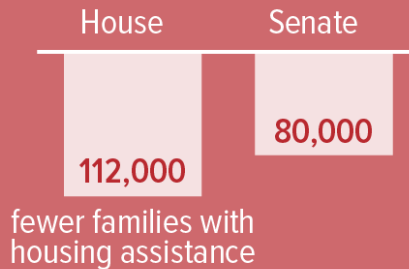 House Senate
80,000
112,000
fewer families with
housing assistance